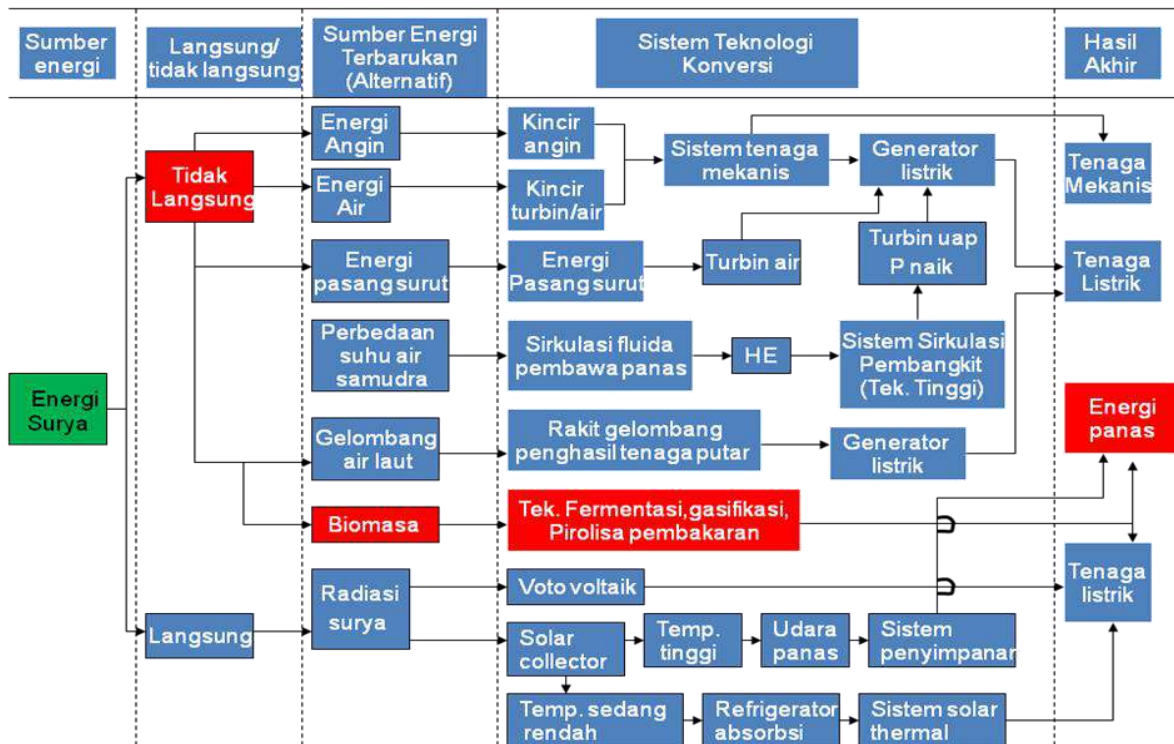 Sumber
energi
Langsung/
tidak langsung
Sumber Energi
Terbarukan
(Alternatif)
Sistem Teknologi
Konversi
Hasil
Akhir
Energi
Surya
Tidak
Langsung
Langsung
Energi
Angin
Kincir
angin
Sistem tenaga
mekanis
Generator
listrik
Tenaga
Mekanis
Energi
Air
Kincir
turbin/air
Energi
pasang surut
Energi
Pasang surut
Turbin air
Turbin uap
P naik
Tenaga
Listrik
Perbedaan
suhu air
samudra
Sirkulasi fluida
pembawa panas
HE
Sistem Sirkulasi
Pembangkit
(Tek. Tinggi)
Energi
panas
Gelombang
air laut
Rakit gelombang
penghasil tenaga putar
Generator
listrik
Biomasa
Tek. Fermentasi,gasifikasi,
Pirolisa pembakaran
Radiasi
surya
Voto voltaik
Tenaga
listrik
Solar
collector
Temp.
tinggi
Udara
panas
Sistem
penyimpanar
Temp. sedang
rendah
Refrigerator
absorbsi
Sistem solar
thermal